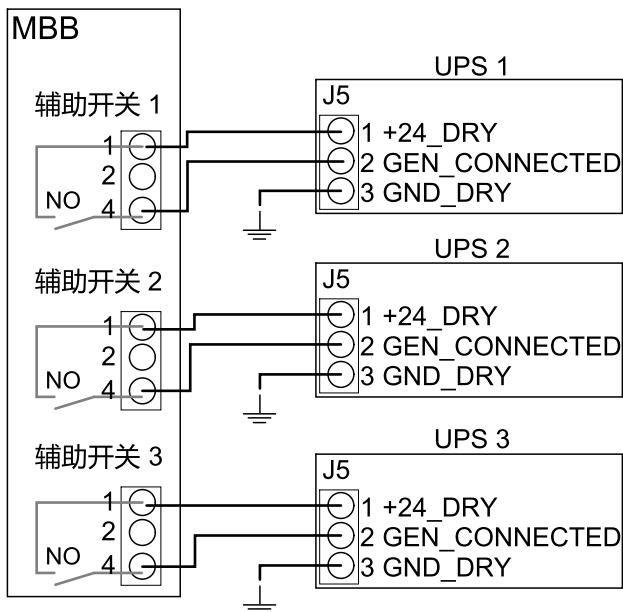 MBB
辅助开关 1
1
2
NO
4
UPS 1
J5
1 +24_DRY
2 GEN_CONNECTED
3 GND_DRY
辅助开关 2
1
2
NO
4
UPS 2
J5
1 +24_DRY
2 GEN_CONNECTED
3 GND_DRY
辅助开关 3
1
2
NO
4
UPS 3
J5
1 +24_DRY
2 GEN_CONNECTED
3 GND_DRY